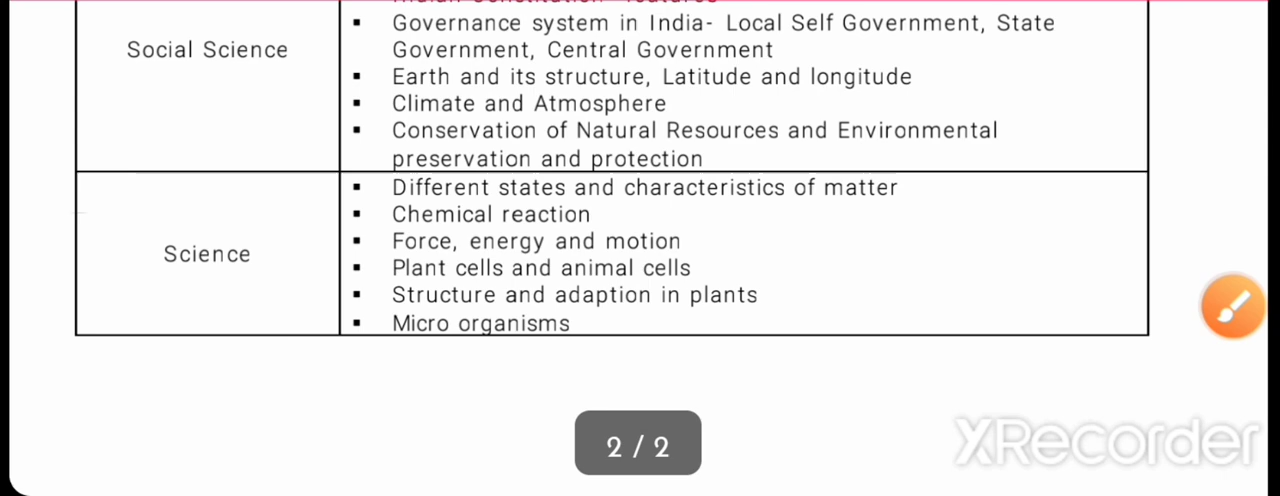 Social Science
▪ Governance system in India- Local Self Government, State
Government, Central Government
▪ Earth and its structure, Latitude and longitude
▪ Climate and Atmosphere
▪ Conservation of Natural Resources and Environmental
preservation and protection
Science
▪ Different states and characteristics of matter
▪ Chemical reaction
▪ Force, energy and motion
▪ Plant cells and animal cells
▪ Structure and adaption in plants
▪ Micro organisms
2 / 2
XRecorder